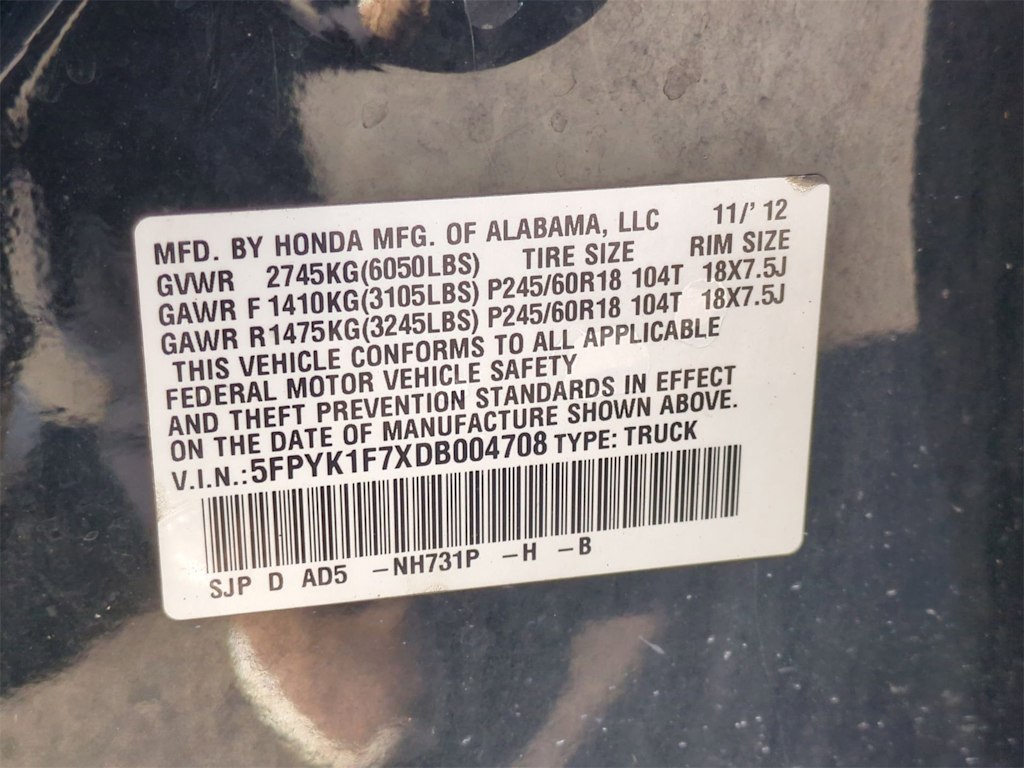 MFD. BY HONDA MFG. OF ALABAMA, LLC 11/' 12
GVWR 2745KG(6050LBS) TIRE SIZE RIM SIZE
GAWR F 1410KG(3105LBS) P245/60R18 104T 18X7.5J
GAWR R1475KG(3245LBS) P245/60R18 104T 18X7.5J
THIS VEHICLE CONFORMS TO ALL APPLICABLE
FEDERAL MOTOR VEHICLE SAFETY
AND THEFT PREVENTION STANDARDS IN EFFECT
ON THE DATE OF MANUFACTURE SHOWN ABOVE.
V.I.N.: 5FPYK1F7XDB004708 TYPE: TRUCK
SJP D AD5 -NH731P -H -B